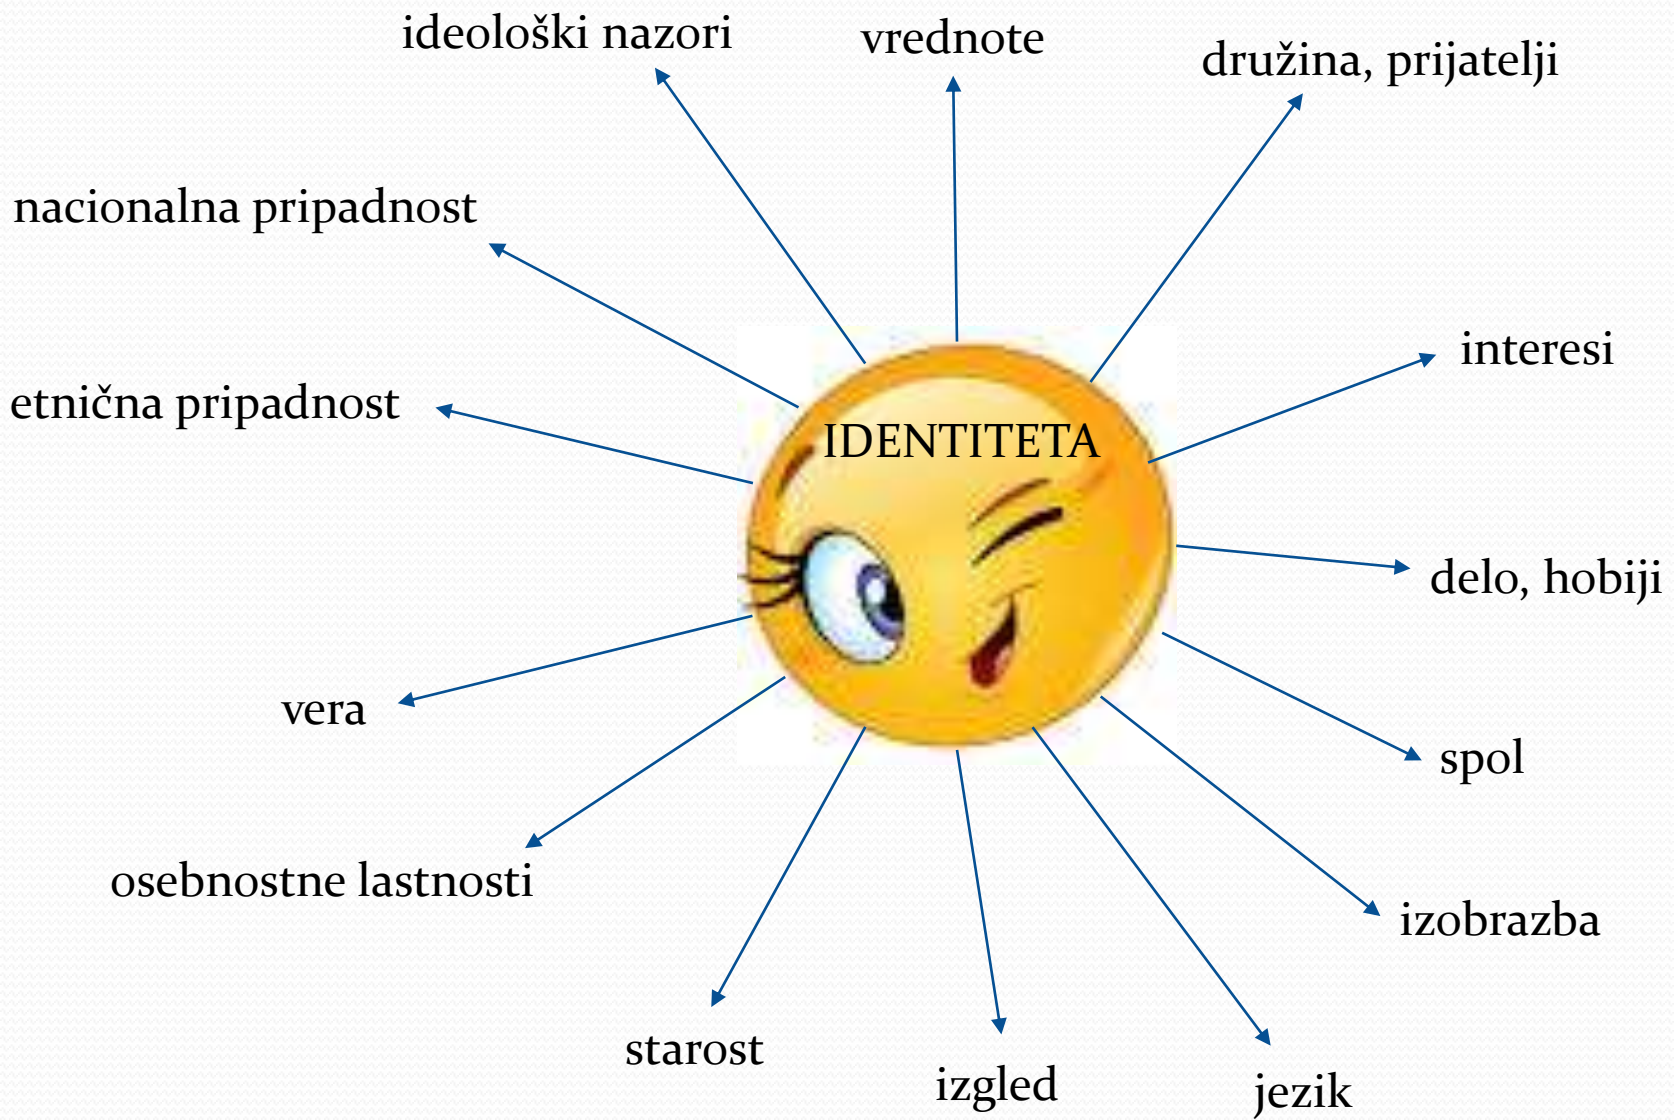 ideološki nazori
vrednote
družina, prijatelji
nacionalna pripadnost
interesi
etnična pripadnost
IDENTITETA
delo, hobiji
vera
spol
osebnostne lastnosti
izobrazba
starost
izgled
jezik